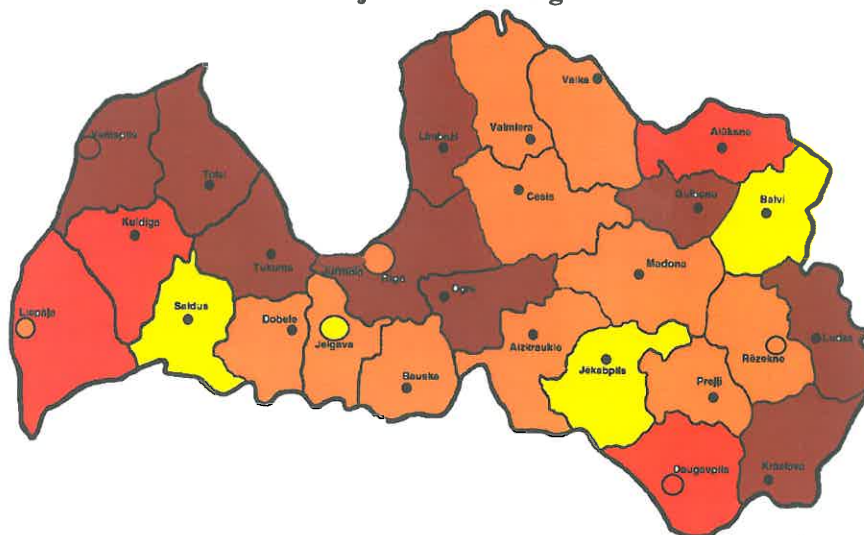 Valka
Alūksne
Ventspils
Limbaži
Valmiera
Talsi
Cēsis
Gulbene
Balvi
Kuldīga
Tukums
Jūrmala
Rīga
Madona
Ogre
Liepāja
Saldus
Dobele
Jelgava
Aizkraukle
Ludza
Rēzekne
Jēkabpils
Bauska
Preiļi
Daugavpils
Krāslava